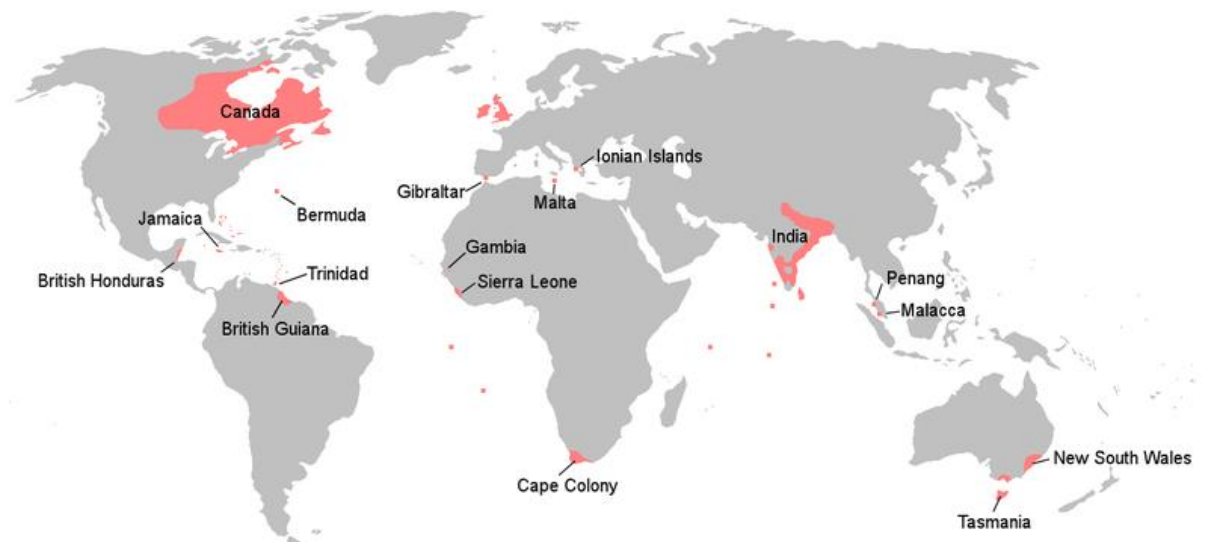 Canada
Ionian Islands
Gibraltar
Malta
Bermuda
Jamaica
India
Gambia
British Honduras
Trinidad
Sierra Leone
Penang
Malacca
British Guiana
New South Wales
Cape Colony
Tasmania